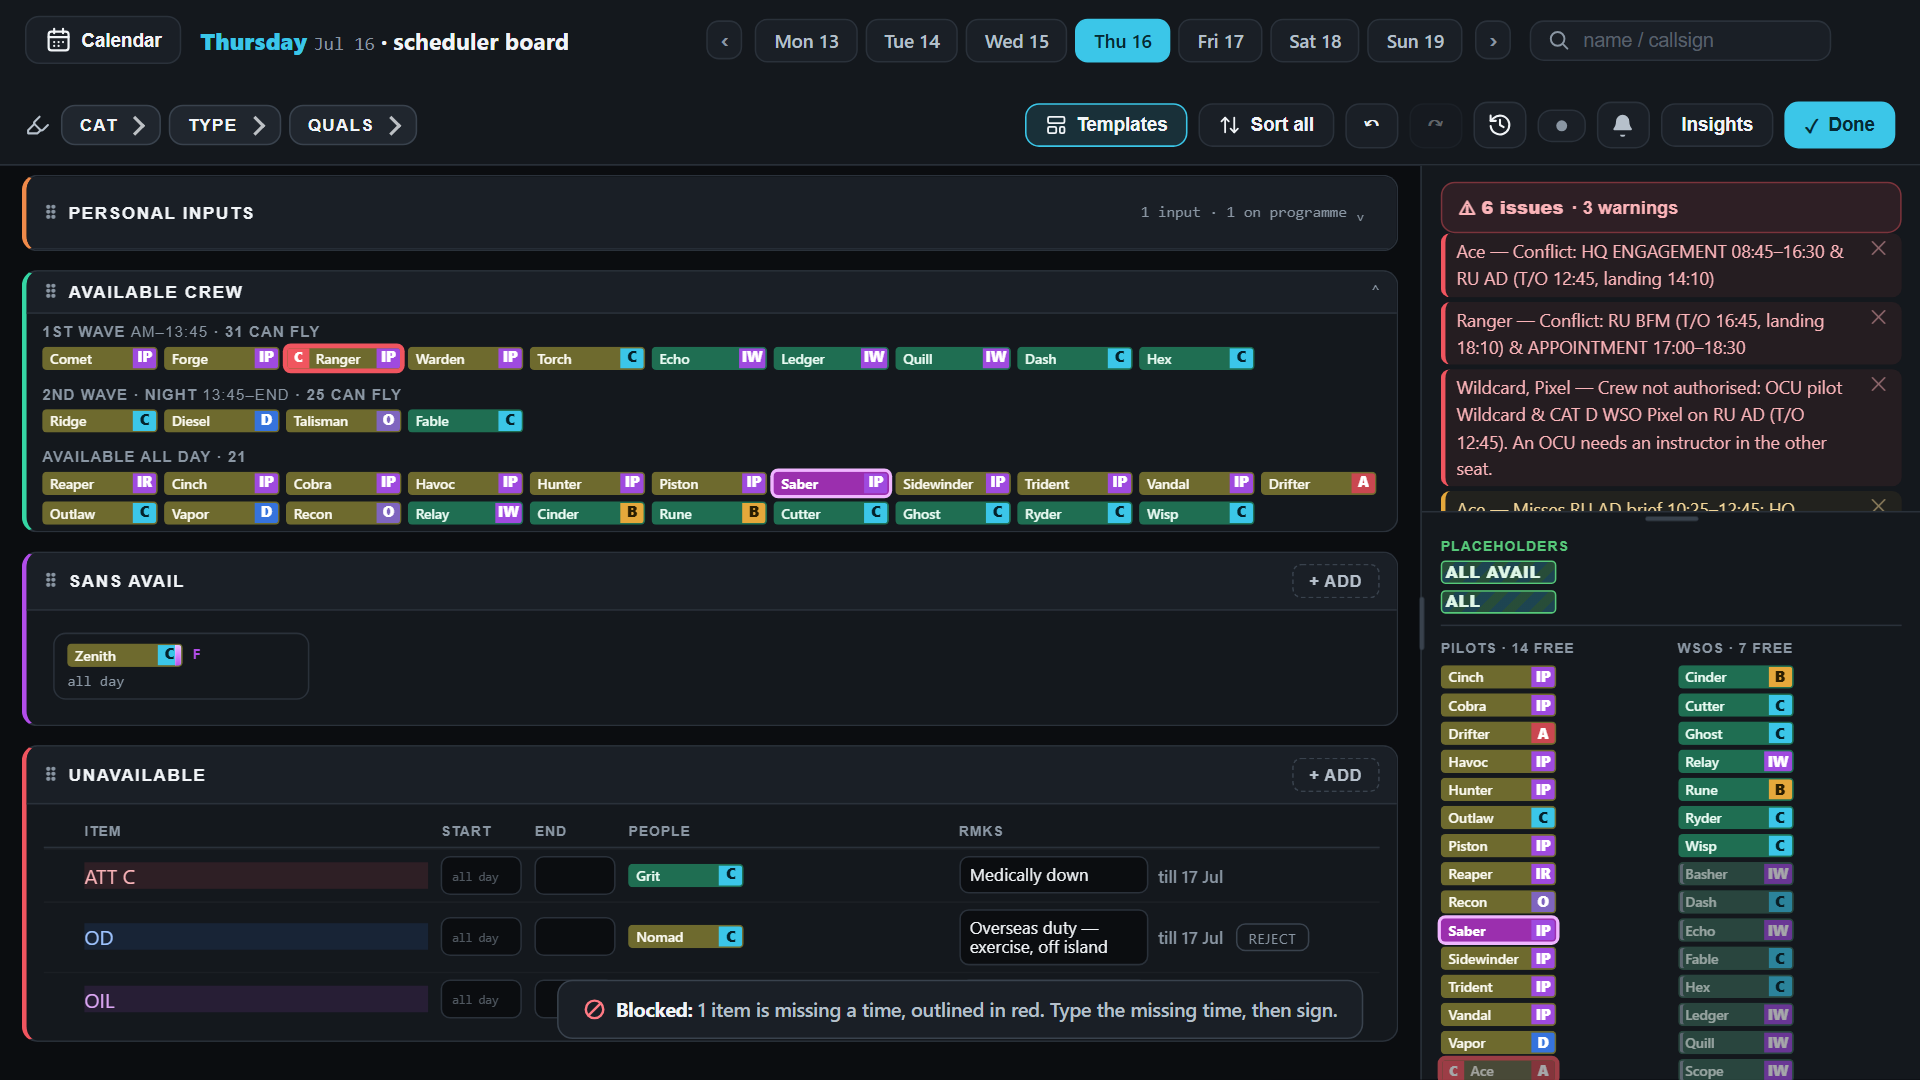 Calendar
Thursday Jul 16 · scheduler board
‹
Mon 13
Tue 14
Wed 15
Thu 16
Fri 17
Sat 18
Sun 19
›
name / callsign
CAT
TYPE
QUALS
Templates
Sort all
Insights
✓ Done
PERSONAL INPUTS
1 input · 1 on programme
AVAILABLE CREW
1ST WAVE AM–13:45 · 31 CAN FLY
Comet IP
Forge IP
C Ranger IP
Warden IP
Torch C
Echo IW
Ledger IW
Quill IW
Dash C
Hex C
2ND WAVE · NIGHT 13:45–END · 25 CAN FLY
Ridge C
Diesel D
Talisman O
Fable C
AVAILABLE ALL DAY · 21
Reaper IR
Cinch IP
Cobra IP
Havoc IP
Hunter IP
Piston IP
Saber IP
Sidewinder IP
Trident IP
Vandal IP
Drifter A
Outlaw C
Vapor D
Recon O
Relay IW
Cinder B
Rune B
Cutter C
Ghost C
Ryder C
Wisp C
SANS AVAIL
+ ADD
Zenith C F
all day
UNAVAILABLE
+ ADD
ITEM START END PEOPLE RMKS
ATT C all day Grit C Medically down till 17 Jul
OD all day Nomad C Overseas duty —
exercise, off island till 17 Jul REJECT
OIL all day
Blocked: 1 item is missing a time, outlined in red. Type the missing time, then sign.
6 issues · 3 warnings
Ace — Conflict: HQ ENGAGEMENT 08:45–16:30 &
RU AD (T/O 12:45, landing 14:10)
Ranger — Conflict: RU BFM (T/O 16:45, landing
18:10) & APPOINTMENT 17:00–18:30
Wildcard, Pixel — Crew not authorised: OCU pilot
Wildcard & CAT D WSO Pixel on RU AD (T/O
12:45). An OCU needs an instructor in the other
seat.
Ace — Misses RU AD brief 10:25–12:45: HQ
PLACEHOLDERS
ALL AVAIL
ALL
PILOTS · 14 FREE
Cinch IP
Cobra IP
Drifter A
Havoc IP
Hunter IP
Outlaw C
Piston IP
Reaper IR
Recon O
Saber IP
Sidewinder IP
Trident IP
Vandal IP
Vapor D
C Ace A
WSOS · 7 FREE
Cinder B
Cutter C
Ghost C
Relay IW
Rune B
Ryder C
Wisp C
Basher IW
Dash C
Echo IW
Fable C
Hex C
Ledger IW
Quill IW
Scope IW